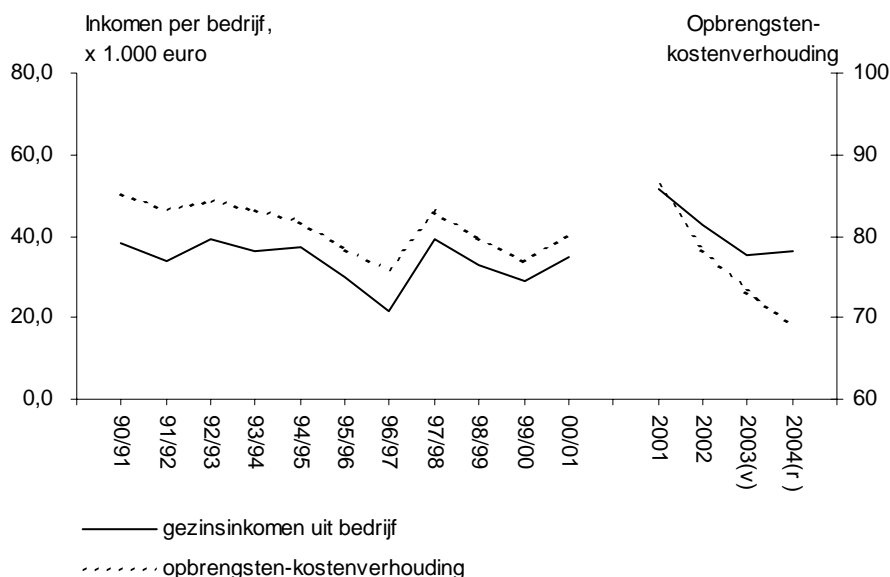 Inkomen per bedrijf,
x 1.000 euro
Opbrengsten-
kostenverhouding
80,0
60,0
40,0
20,0
0,0
100
90
80
70
60
90/91
91/92
92/93
93/94
94/95
95/96
96/97
97/98
98/99
99/00
00/01
2001
2002
2003(v)
2004(r)
gezinsinkomen uit bedrijf
opbrengsten-kostenverhouding